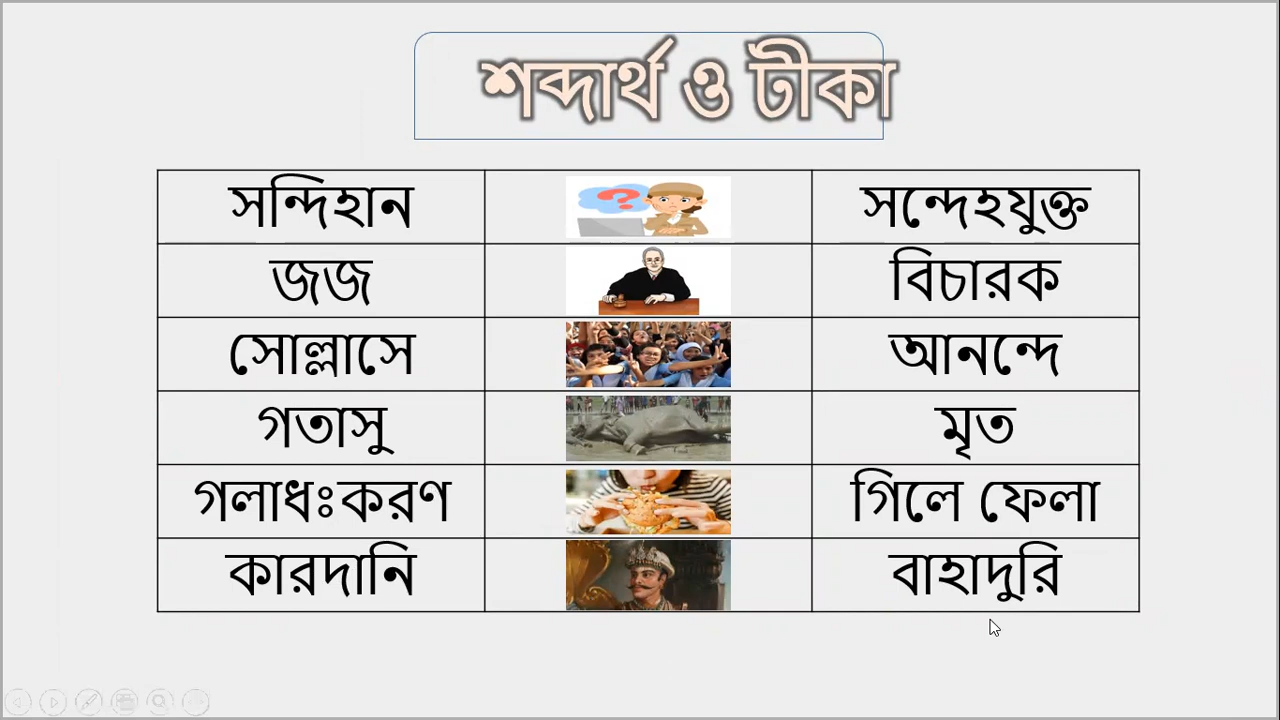 শব্দার্থ ও টীকা
সন্দিহান সন্দেহযুক্ত
জজ বিচারক
সোল্লাসে আনন্দে
গতাসু মৃত
গলাধঃকরণ গিলে ফেলা
কারদানি বাহাদুরি